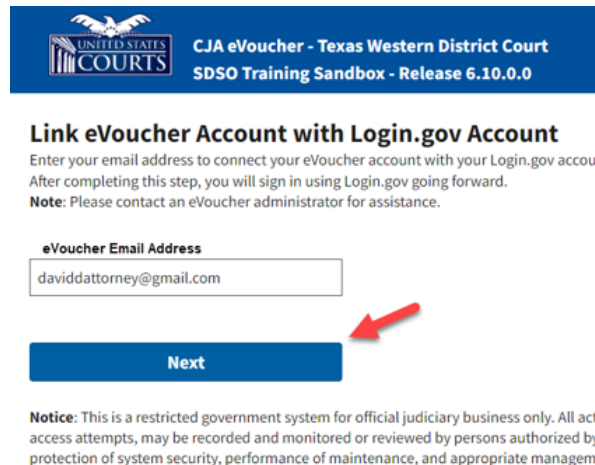 UNITED STATES
COURTS
CJA eVoucher - Texas Western District Court
SDSO Training Sandbox - Release 6.10.0.0
Link eVoucher Account with Login.gov Account
Enter your email address to connect your eVoucher account with your Login.gov accou
After completing this step, you will sign in using Login.gov going forward.
Note: Please contact an eVoucher administrator for assistance.
eVoucher Email Address
daviddattorney@gmail.com
Next
Notice: This is a restricted government system for official judiciary business only. All act
access attempts, may be recorded and monitored or reviewed by persons authorized by
protection of system security, performance of maintenance, and appropriate managem